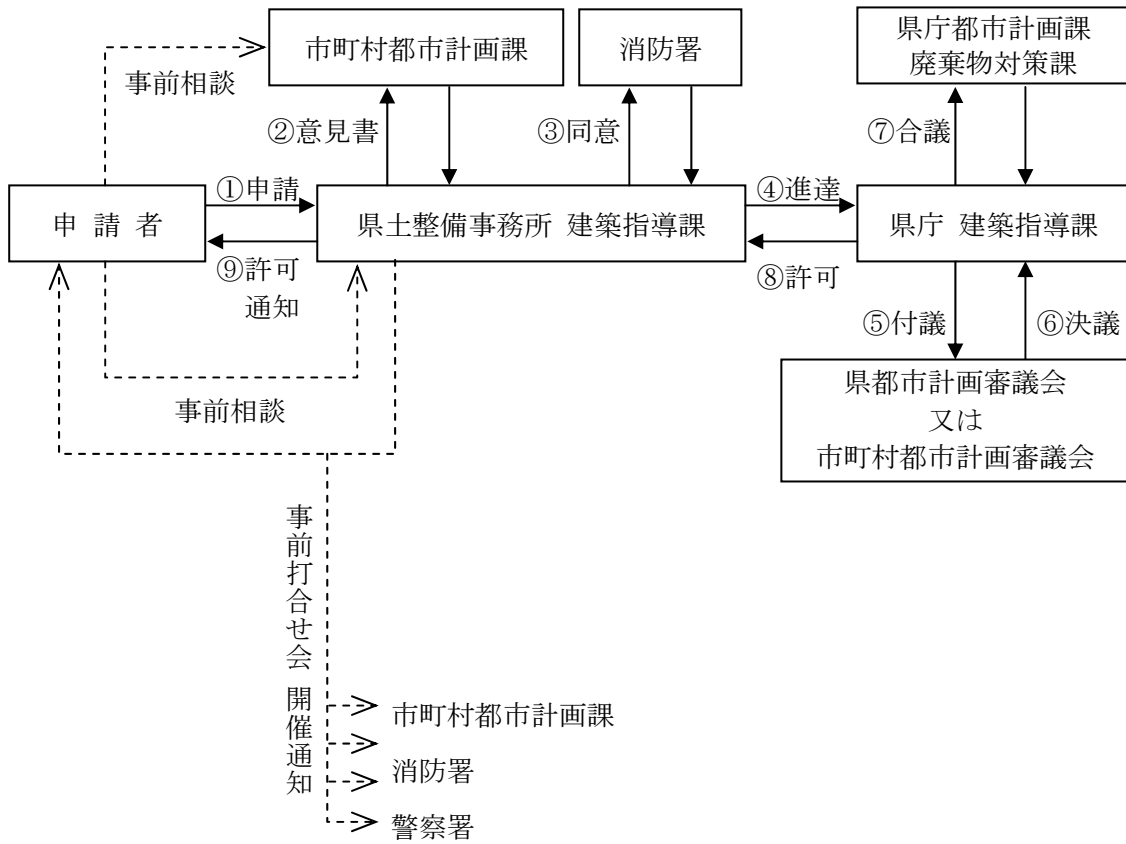 市町村都市計画課
消防署
県庁都市計画課
廃棄物対策課
事前相談
②意見書
③同意
⑦合議
①申請
④進達
申請者
県土整備事務所 建築指導課
県庁 建築指導課
⑨許可
通知
⑧許可
⑤付議
⑥決議
事前相談
県都市計画審議会
又は
市町村都市計画審議会
事前打合せ会 開催通知
市町村都市計画課
消防署
警察署